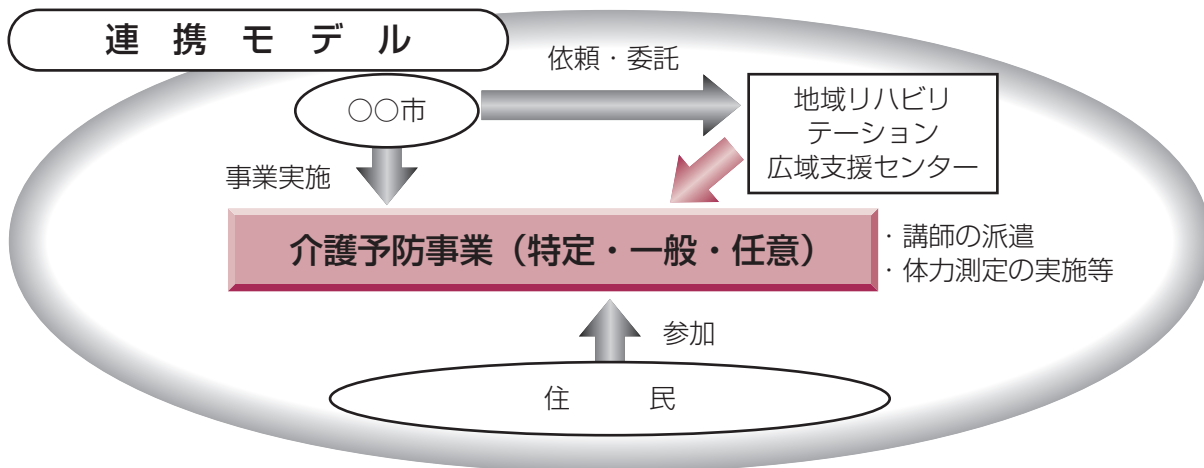 連携モデル
依頼・委託
○○市
地域リハビリ
テーション
広域支援センター
事業実施
介護予防事業（特定・一般・任意）
・講師の派遣
・体力測定の実施等
参加
住民